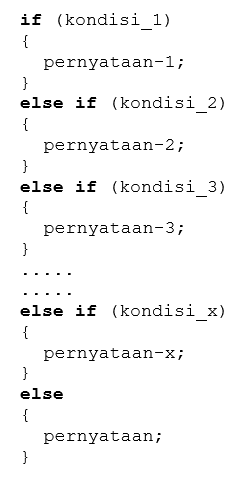 if (kondisi_1)
{
pernyataan-1;
}
else if (kondisi_2)
{
pernyataan-2;
}
else if (kondisi_3)
{
pernyataan-3;
}
.....
.....
else if (kondisi_x)
{
pernyataan-x;
}
else
{
pernyataan;
}